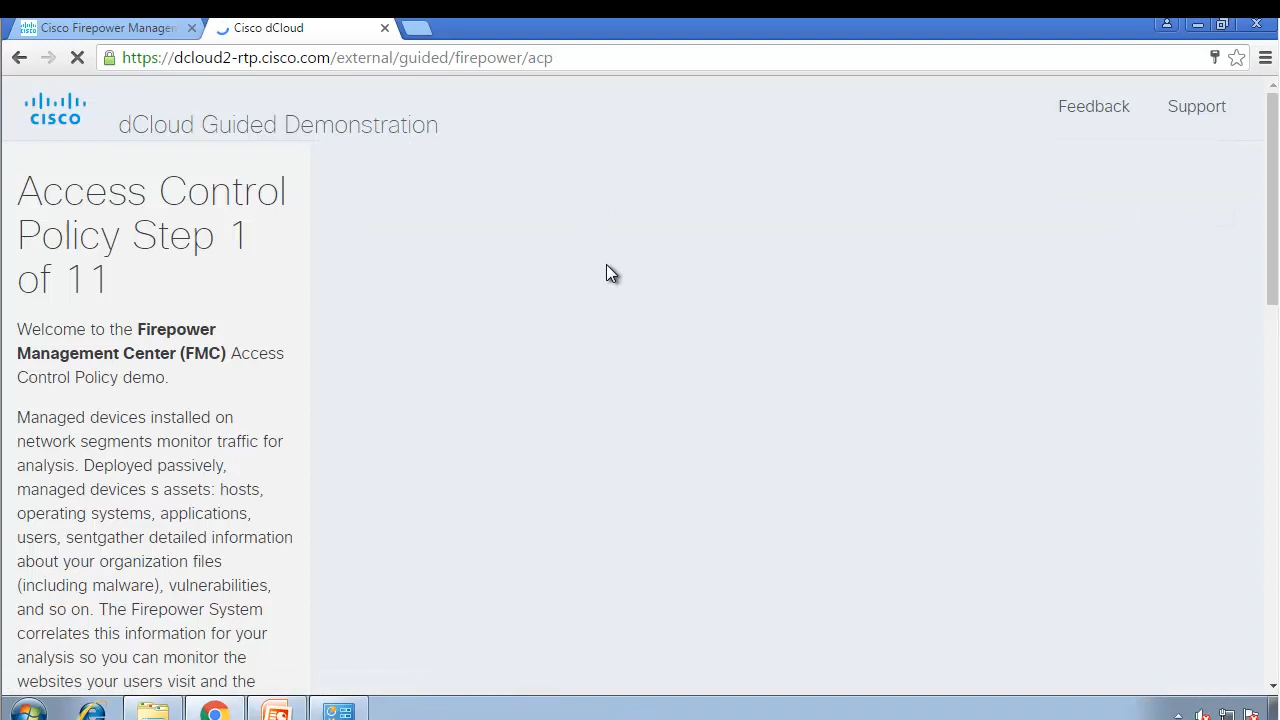 Cisco Firepower Managem
Cisco dCloud
https://dcloud2-rtp.cisco.com/external/guided/firepower/acp
CISCO
dCloud Guided Demonstration
Feedback
Support
Access Control
Policy Step 1
of 11
Welcome to the Firepower
Management Center (FMC) Access
Control Policy demo.
Managed devices installed on
network segments monitor traffic for
analysis. Deployed passively,
managed devices s assets: hosts,
operating systems, applications,
users, sentgather detailed information
about your organization files
(including malware), vulnerabilities,
and so on. The Firepower System
correlates this information for your
analysis so you can monitor the
websites your users visit and the